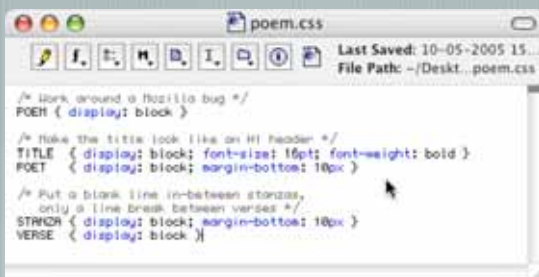 poem.css
Last Saved: 10-05-2005 15...
File Path: ~/Deskt...poem.css
/* Work around a Mozilla bug */
POEM { display: block }
/* Make the title look like an H1 header */
TITLE { display: block; font-size: 16pt; font-weight: bold }
POET { display: block; margin-bottom: 10px }
/* Put a blank line in-between stanzas,
only a line break between verses */
STANZA { display: block; margin-bottom: 10px }
VERSE { display: block }